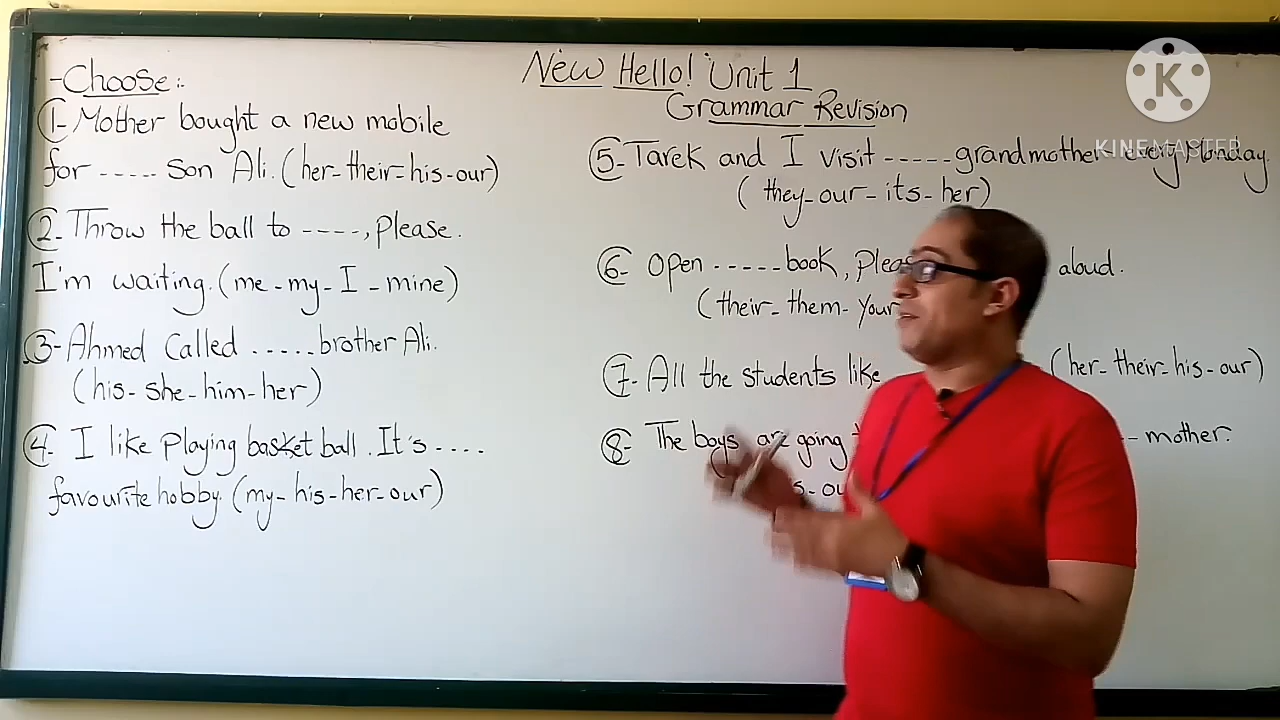 New Hello! Unit 1
Grammar Revision
- Choose :-
1- Mother bought a new mobile
for ----- son Ali. (her- their- his- our)
2- Throw the ball to ----, please.
I'm waiting. (me - my - I - mine)
3- Ahmed Called ..... brother Ali.
(his- she- him- her)
4- I like Playing basket ball. It's ----
favourite hobby. (my- his- her- our)
5- Tarek and I visit ----- grandmother every Monday.
(they- our- its- her)
6- Open ----- book, aloud.
(their- them-
7- All the students like (her- their- his- our)
8- The boys are going mother.
K
KINEMASTER